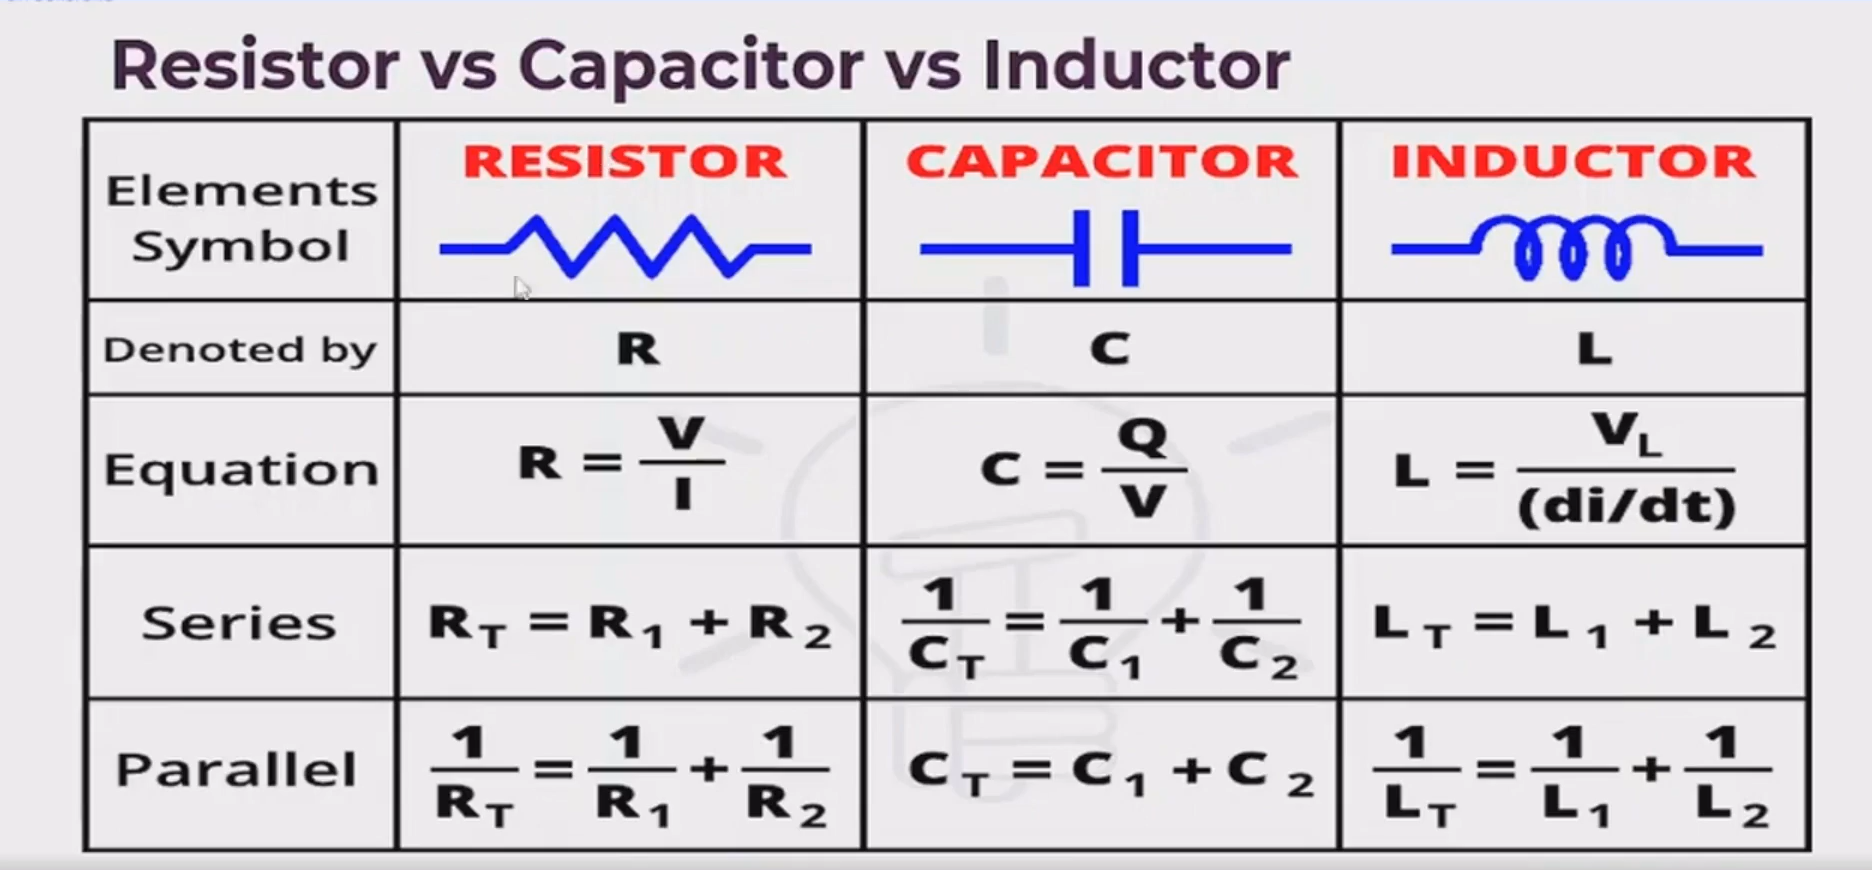 Resistor vs Capacitor vs Inductor
Elements Symbol RESISTOR CAPACITOR INDUCTOR
Denoted by R C L
Equation R = V/I C = Q/V L = V_L/(di/dt)
Series R_T = R_1 + R_2 1/C_T = 1/C_1 + 1/C_2 L_T = L_1 + L_2
Parallel 1/R_T = 1/R_1 + 1/R_2 C_T = C_1 + C_2 1/L_T = 1/L_1 + 1/L_2